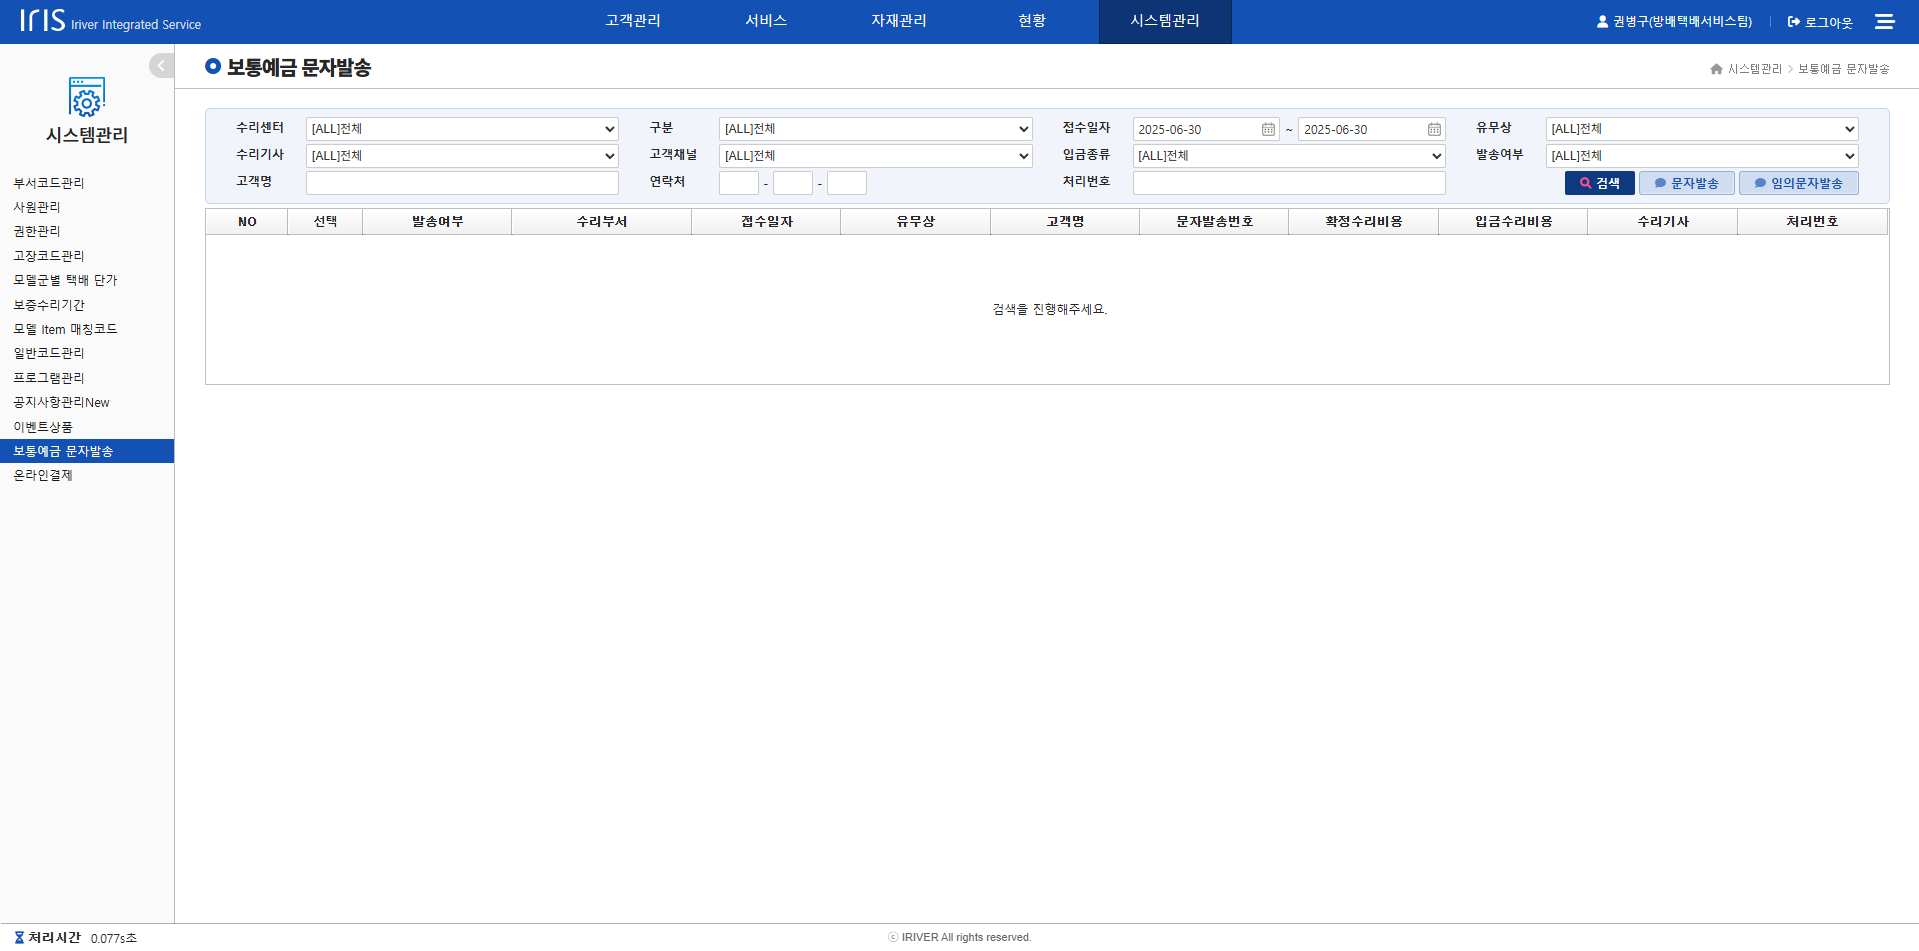 IRIS Iriver Integrated Service
고객관리 서비스 자재관리 현황 시스템관리
권병구(방배택배서비스팀) 로그아웃
시스템관리
부서코드관리
사원관리
권한관리
고장코드관리
모델군별 택배 단가
보증수리기간
모델 Item 매칭코드
일반코드관리
프로그램관리
공지사항관리New
이벤트상품
보통예금 문자발송
온라인결제
보통예금 문자발송
시스템관리 > 보통예금 문자발송
수리센터 [ALL]전체 구분 [ALL]전체 접수일자 2025-06-30 ~ 2025-06-30 유무상 [ALL]전체
수리기사 [ALL]전체 고객채널 [ALL]전체 입금종류 [ALL]전체 발송여부 [ALL]전체
고객명 연락처 - - 처리번호 검색 문자발송 임의문자발송
NO 선택 발송여부 수리부서 접수일자 유무상 고객명 문자발송번호 확정수리비용 입금수리비용 수리기사 처리번호
검색을 진행해주세요.
처리시간 0.077s초
ⓒ IRIVER All rights reserved.